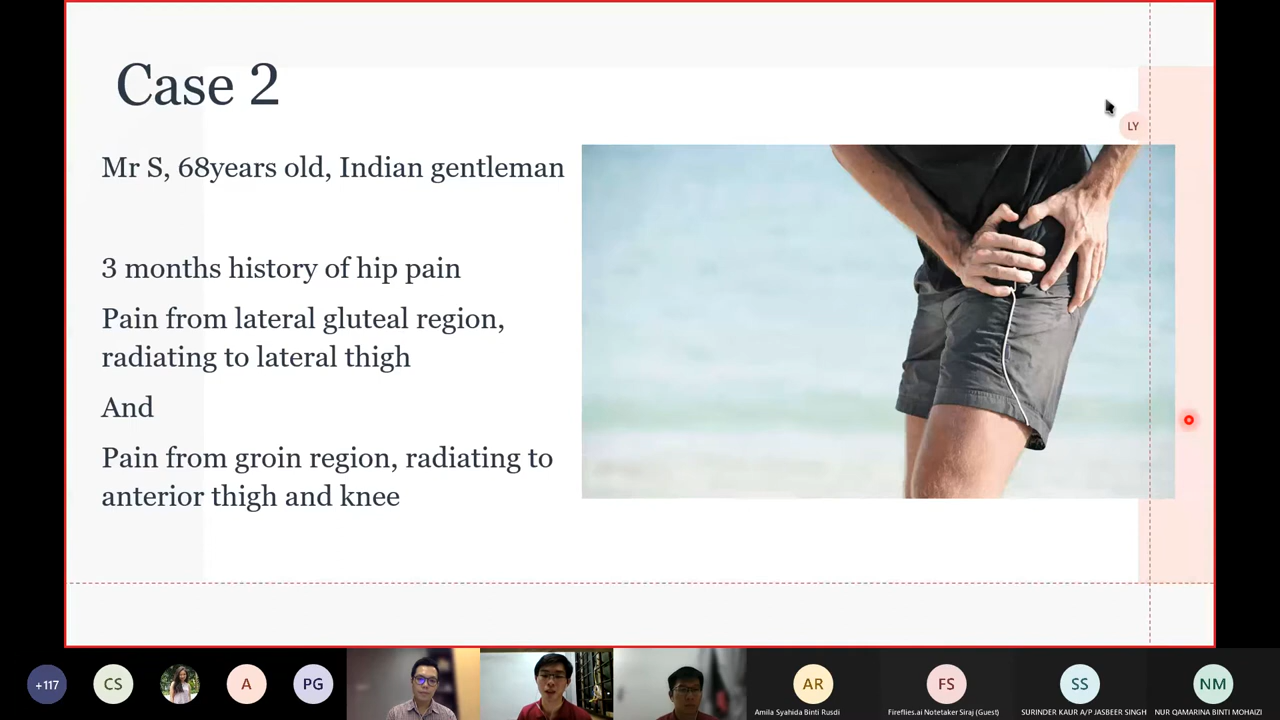 Case 2
LY
Mr S, 68years old, Indian gentleman
3 months history of hip pain
Pain from lateral gluteal region,
radiating to lateral thigh
And
Pain from groin region, radiating to
anterior thigh and knee
+117
CS
A
PG
AR
FS
SS
NM
Amila Syahida Binti Rusdi
Fireflies.ai Notetaker Siraj (Guest)
SURINDER KAUR A/P JASBEER SINGH
NUR QAMARINA BINTI MOHAIZI